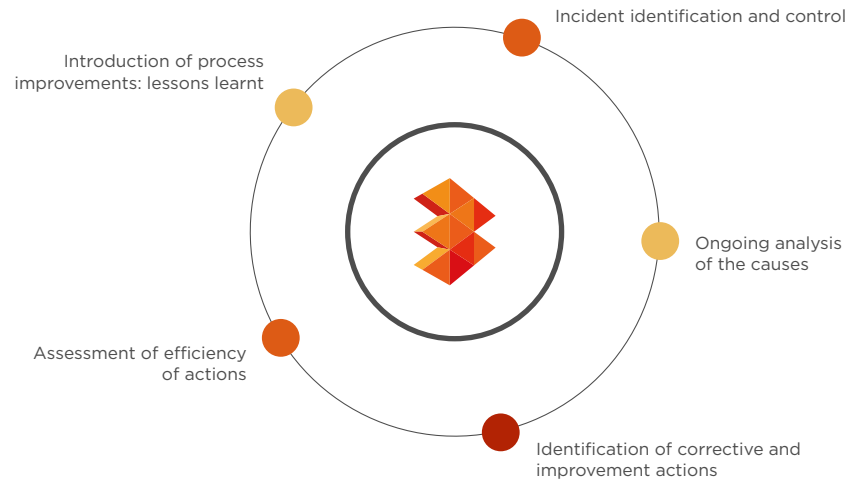 Incident identification and control
Introduction of process
improvements: lessons learnt
Ongoing analysis
of the causes
Assessment of efficiency
of actions
Identification of corrective and
improvement actions